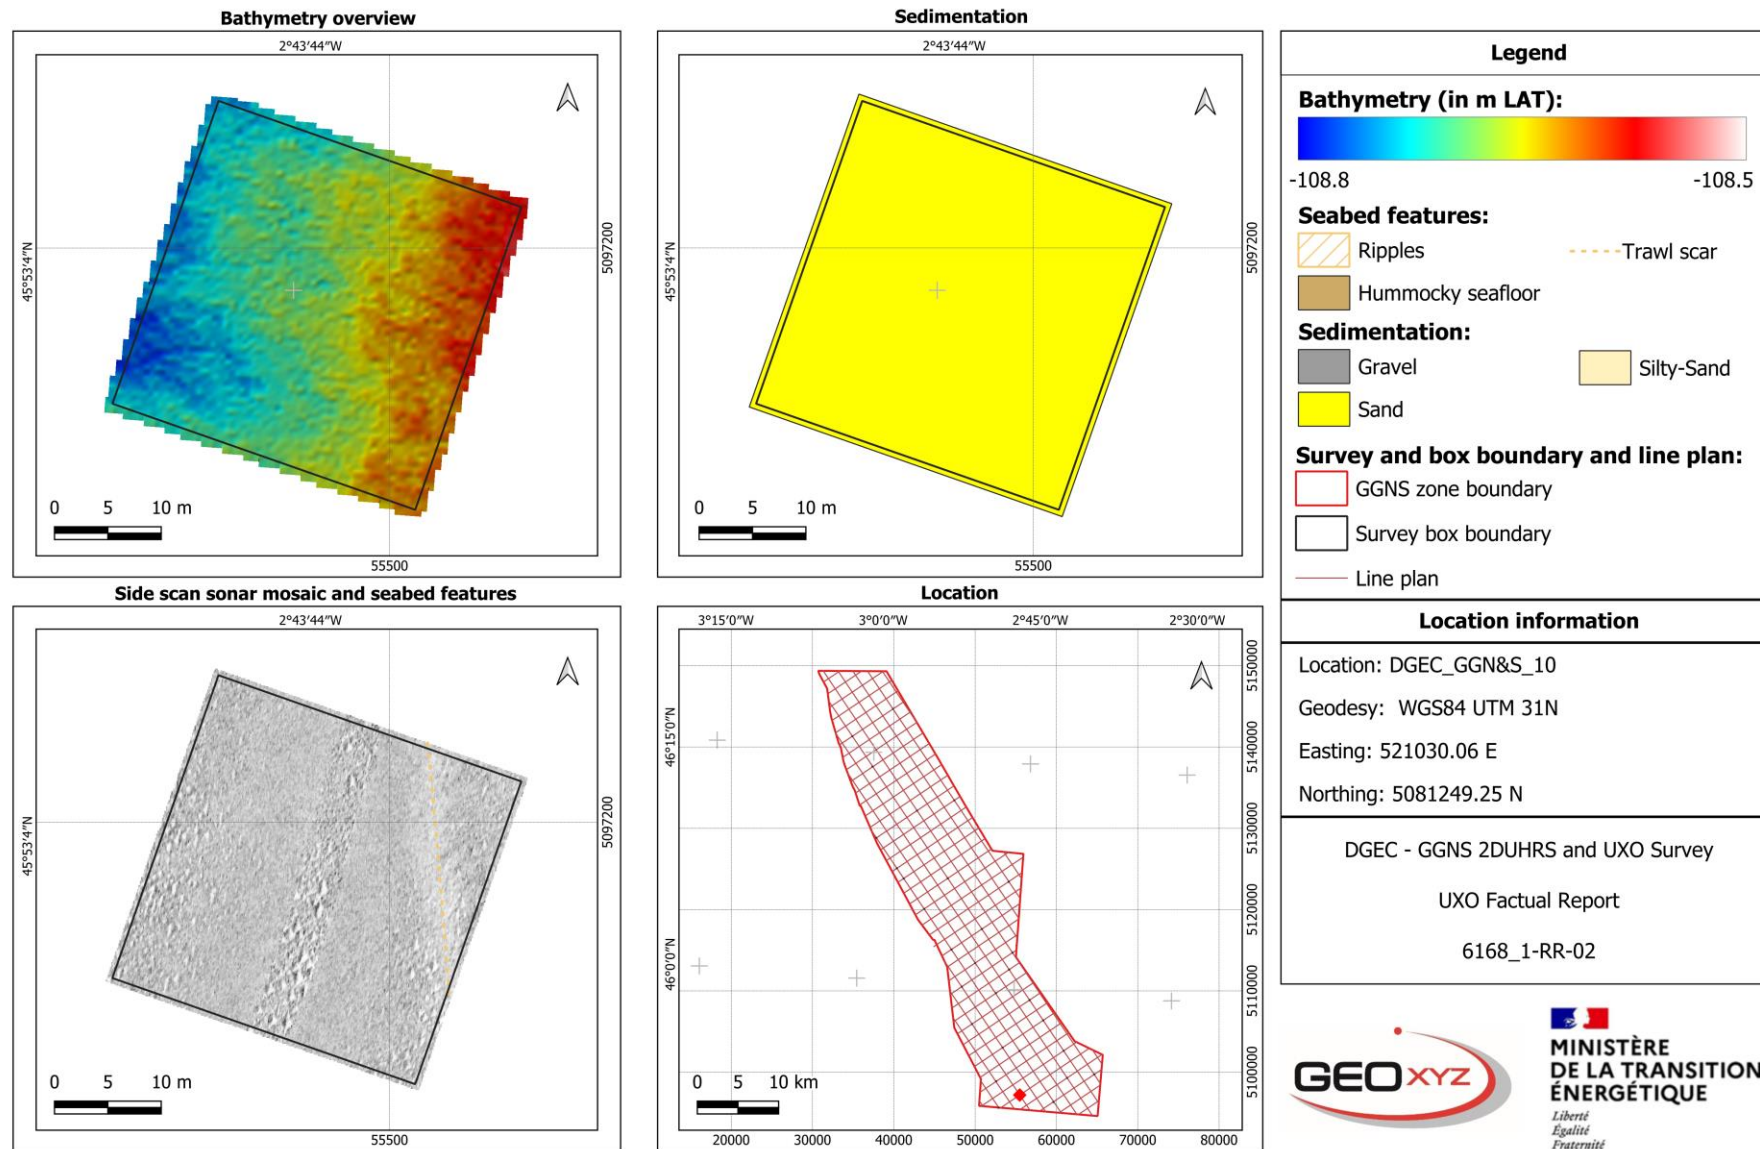 Bathymetry overview
2°43'44"W
45°53'4"N
5097200
0 5 10 m
55500
Sedimentation
2°43'44"W
45°53'4"N
5097200
0 5 10 m
55500
Side scan sonar mosaic and seabed features
2°43'44"W
45°53'4"N
5097200
0 5 10 m
55500
Location
3°15'0"W 3°0'0"W 2°45'0"W 2°30'0"W
46°15'0"N
46°0'0"N
5150000
5140000
5130000
5120000
5110000
5100000
0 5 10 km
20000 30000 40000 50000 60000 70000 80000
Legend
Bathymetry (in m LAT):
-108.8 -108.5
Seabed features:
Ripples Trawl scar
Hummocky seafloor
Sedimentation:
Gravel Silty-Sand
Sand
Survey and box boundary and line plan:
GGNS zone boundary
Survey box boundary
Line plan
Location information
Location: DGEC_GGN&S_10
Geodesy: WGS84 UTM 31N
Easting: 521030.06 E
Northing: 5081249.25 N
DGEC - GGNS 2DUHRS and UXO Survey
UXO Factual Report
6168_1-RR-02
GEO XYZ
MINISTÈRE
DE LA TRANSITION
ÉNERGÉTIQUE
Liberté
Égalité
Fraternité